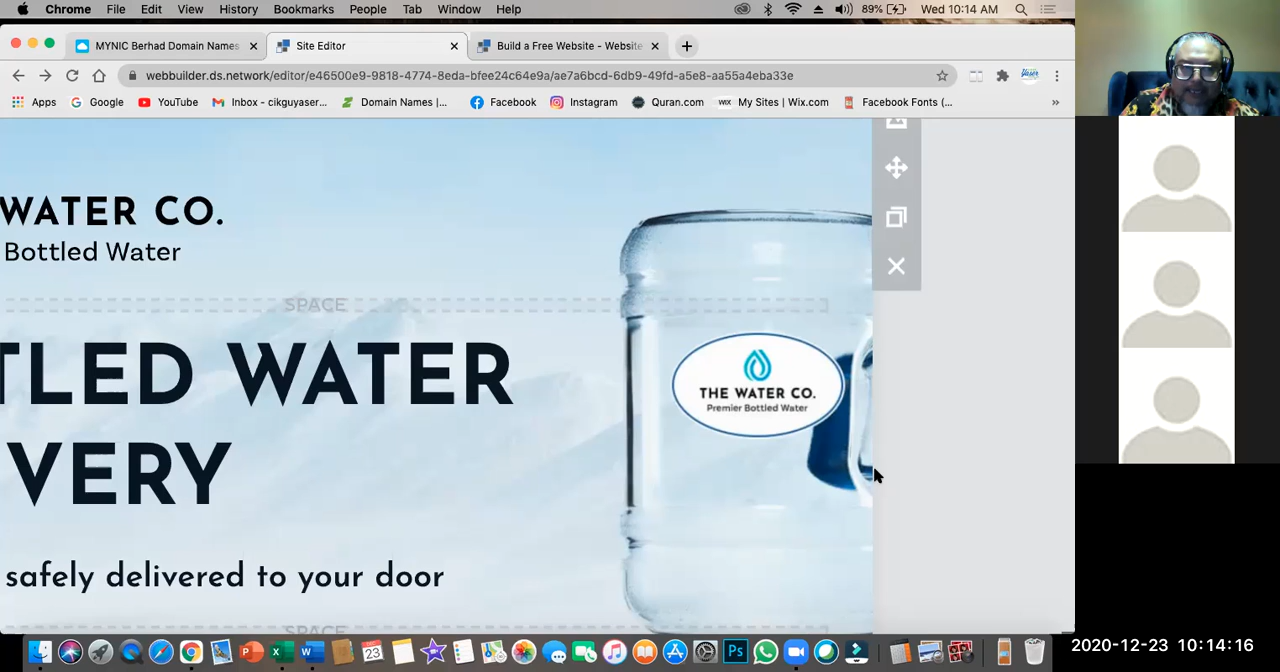 Chrome File Edit View History Bookmarks People Tab Window Help 89% Wed 10:14 AM
MYNIC Berhad Domain Names Site Editor Build a Free Website - Website
webbuilder.ds.network/editor/e46500e9-9818-4774-8eda-bfee24c64e9a/ae7a6bcd-6db9-49fd-a5e8-aa55a4eba33e
Apps Google YouTube Inbox - cikguyaser... Domain Names |... Facebook Instagram Quran.com WIX My Sites | Wix.com Facebook Fonts (... »
WATER CO.
Bottled Water
SPACE
TLED WATER
VERY
THE WATER CO.
Premier Bottled Water
safely delivered to your door
SPACE
23
2020-12-23 10:14:16